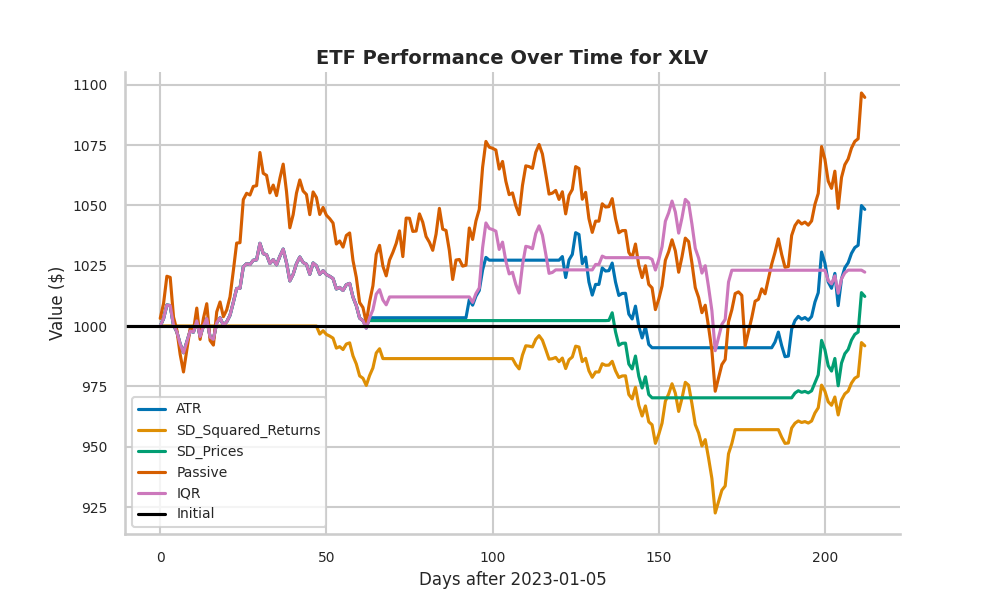 ETF Performance Over Time for XLV
Value ($)
1100
1075
1050
1025
1000
975
950
925
ATR
SD_Squared_Returns
SD_Prices
Passive
IQR
Initial
0 50 100 150 200
Days after 2023-01-05